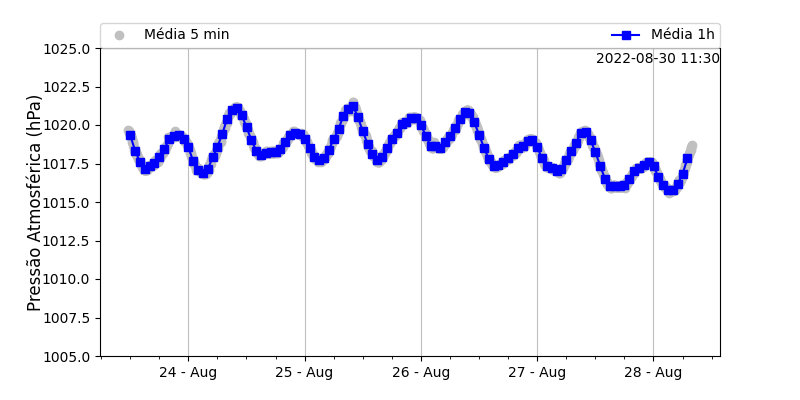 Média 5 min
Média 1h
2022-08-30 11:30
Pressão Atmosférica (hPa)
1025.0
1022.5
1020.0
1017.5
1015.0
1012.5
1010.0
1007.5
1005.0
24 - Aug
25 - Aug
26 - Aug
27 - Aug
28 - Aug